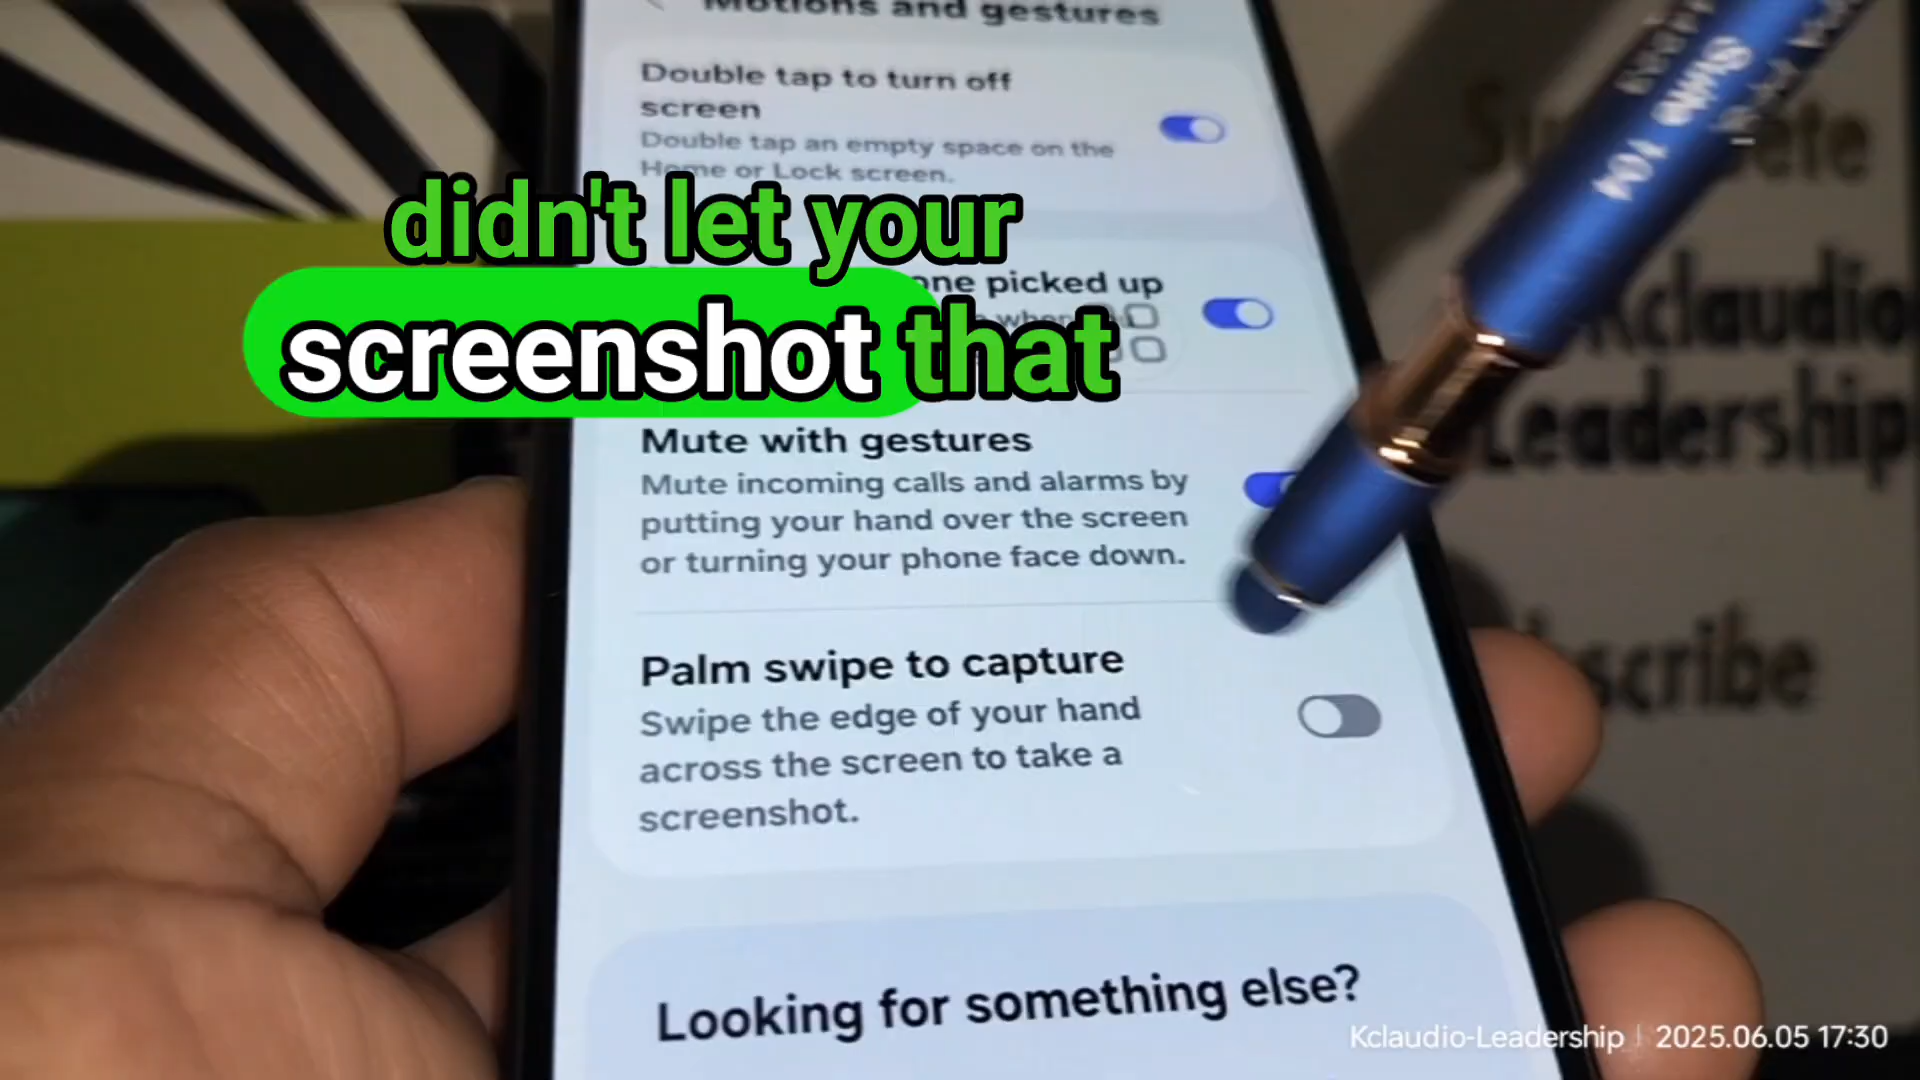 Motions and gestures
Double tap to turn off
screen
Double tap an empty space on the
Home or Lock screen.
didn't let your
picked up
screenshot that
Mute with gestures
Mute incoming calls and alarms by
putting your hand over the screen
or turning your phone face down.
Palm swipe to capture
Swipe the edge of your hand
across the screen to take a
screenshot.
Looking for something else?
Kclaudio
Leadership
Suite 104
Kclaudio-Leadership | 2025.06.05 17:30